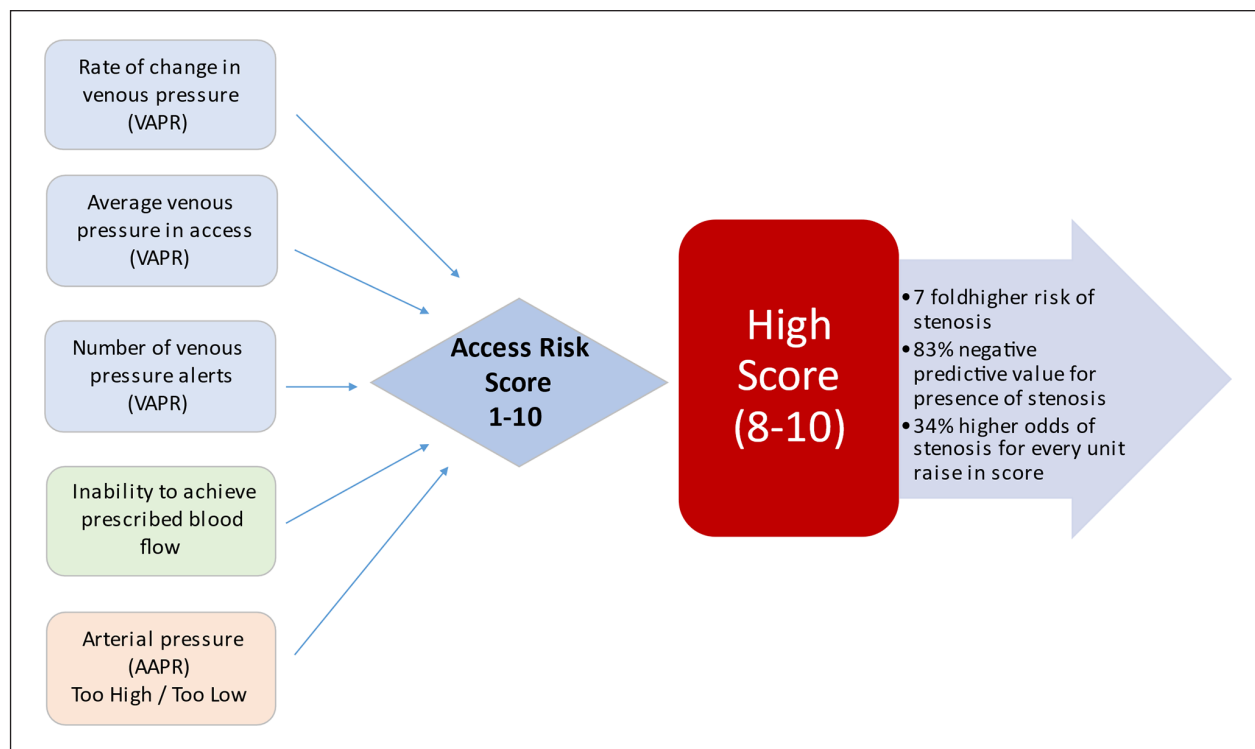 Rate of change in
venous pressure
(VAPR)
Average venous
pressure in access
(VAPR)
Number of venous
pressure alerts
(VAPR)
Inability to achieve
prescribed blood
flow
Arterial pressure
(AAPR)
Too High / Too Low
Access Risk
Score
1-10
High
Score
(8-10)
•7 foldhigher risk of
stenosis
•83% negative
predictive value for
presence of stenosis
•34% higher odds of
stenosis for every unit
raise in score